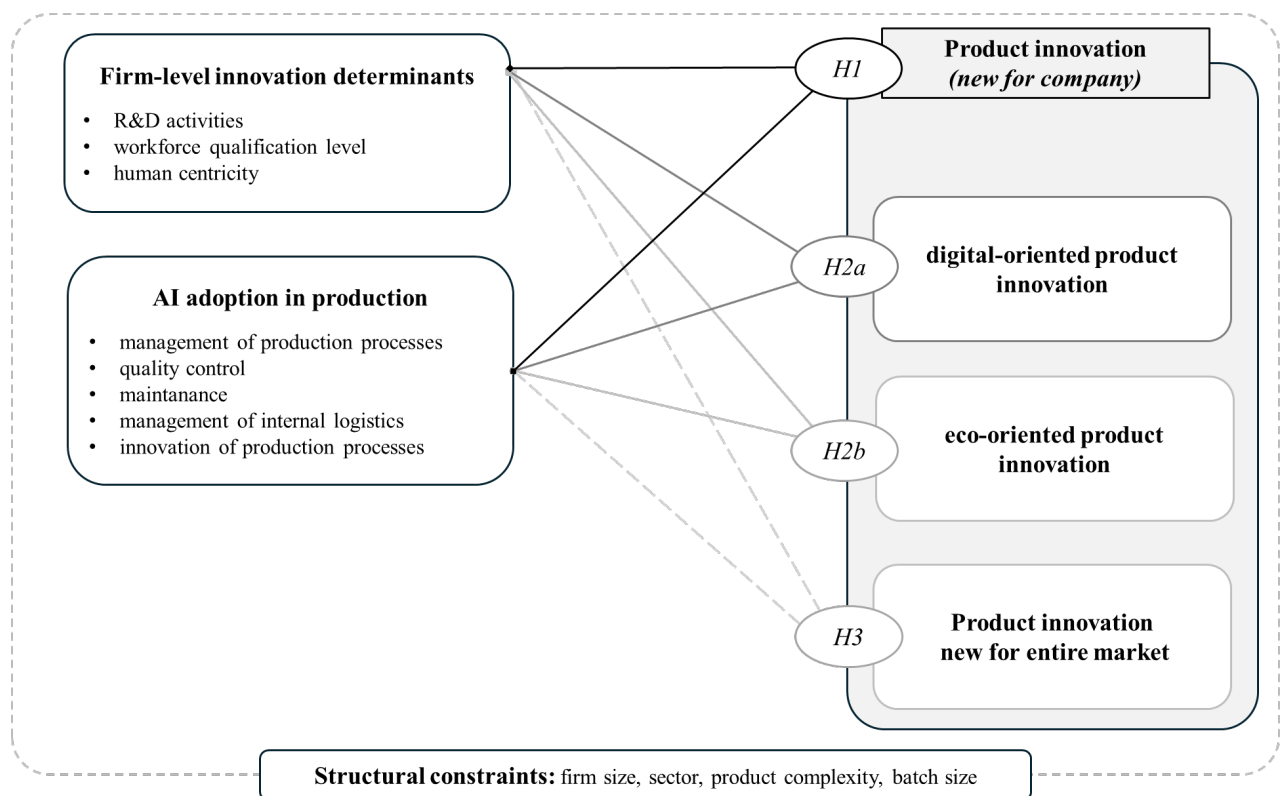 Firm-level innovation determinants
• R&D activities
• workforce qualification level
• human centricity
AI adoption in production
• management of production processes
• quality control
• maintanance
• management of internal logistics
• innovation of production processes
H1
Product innovation
(new for company)
H2a
digital-oriented product
innovation
H2b
eco-oriented product
innovation
H3
Product innovation
new for entire market
Structural constraints: firm size, sector, product complexity, batch size